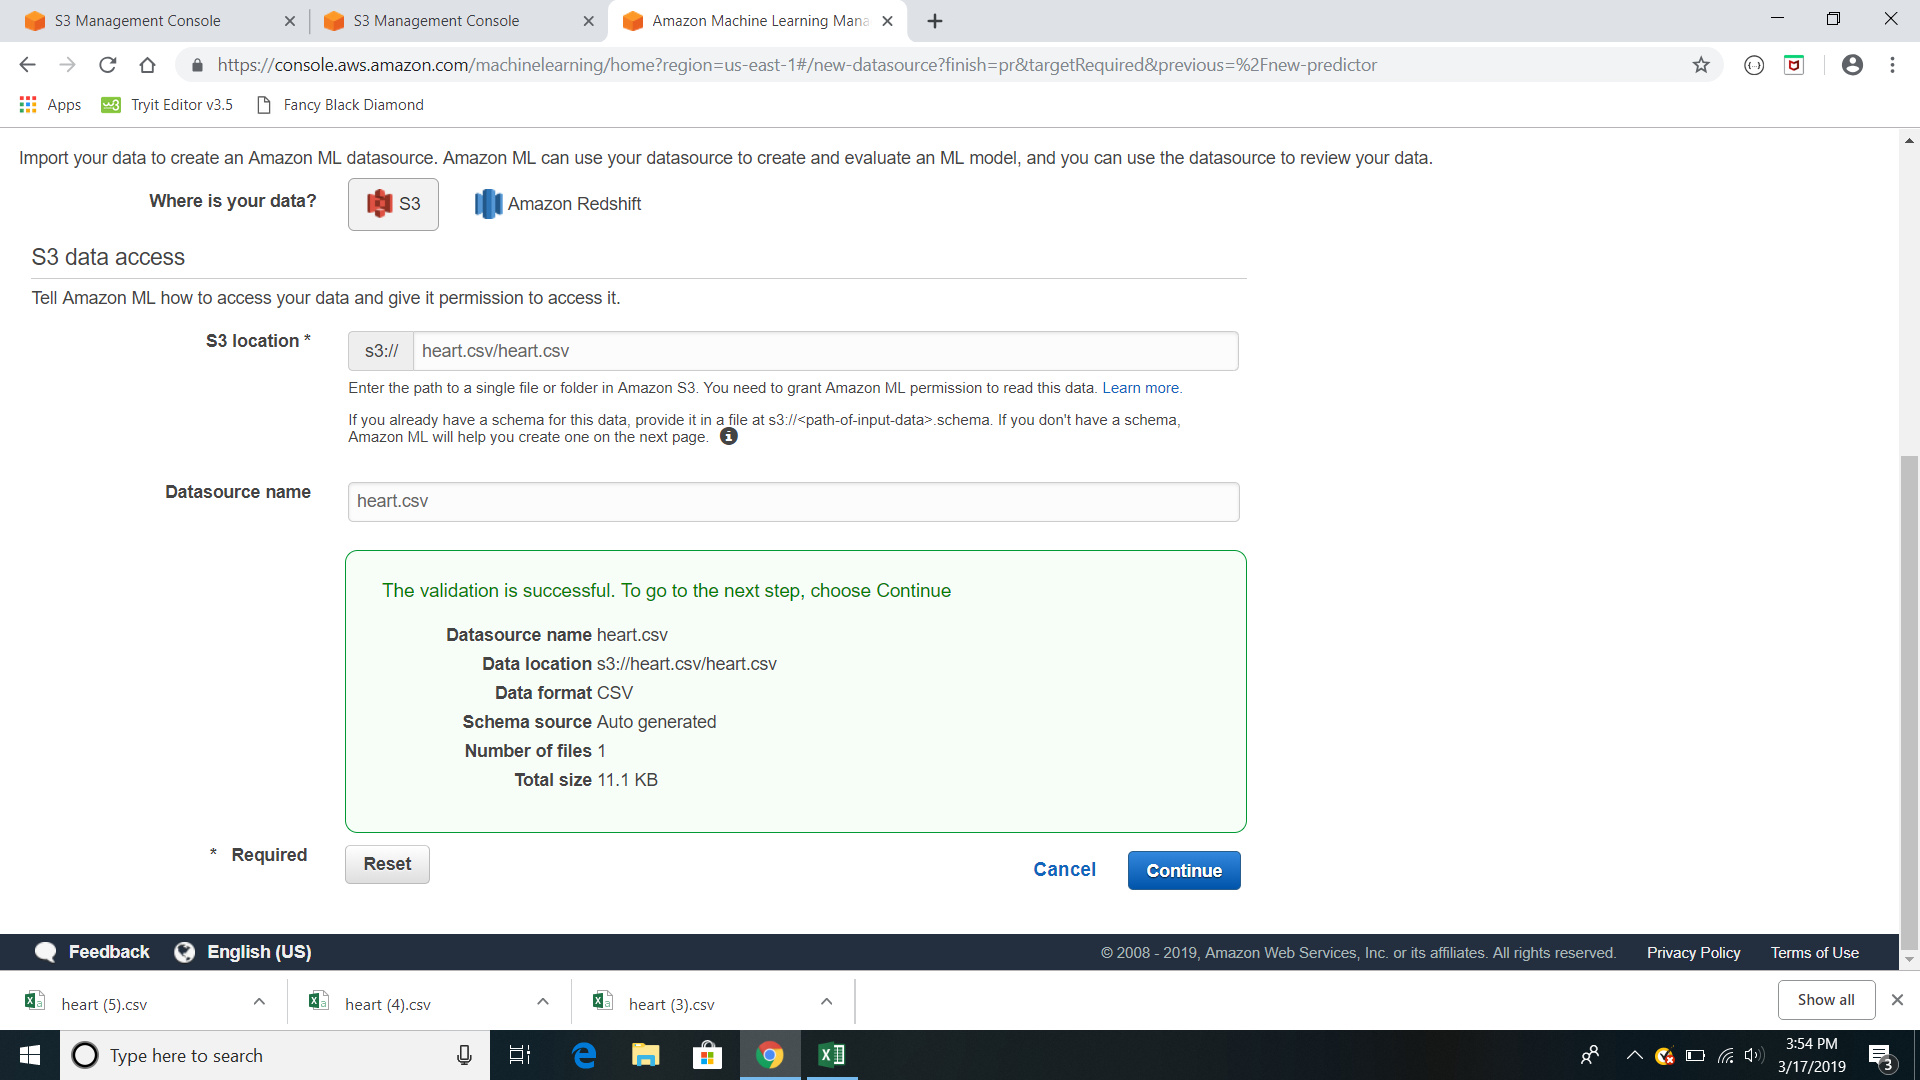 S3 Management Console
S3 Management Console
Amazon Machine Learning Mana
https://console.aws.amazon.com/machinelearning/home?region=us-east-1#/new-datasource?finish=pr&targetRequired&previous=%2Fnew-predictor
Apps
Tryit Editor v3.5
Fancy Black Diamond
Import your data to create an Amazon ML datasource. Amazon ML can use your datasource to create and evaluate an ML model, and you can use the datasource to review your data.
Where is your data?
S3
Amazon Redshift
S3 data access
Tell Amazon ML how to access your data and give it permission to access it.
S3 location *
s3://
heart.csv/heart.csv
Enter the path to a single file or folder in Amazon S3. You need to grant Amazon ML permission to read this data. Learn more.
If you already have a schema for this data, provide it in a file at s3://<path-of-input-data>.schema. If you don't have a schema,
Amazon ML will help you create one on the next page.
Datasource name
heart.csv
The validation is successful. To go to the next step, choose Continue
Datasource name heart.csv
Data location s3://heart.csv/heart.csv
Data format CSV
Schema source Auto generated
Number of files 1
Total size 11.1 KB
* Required
Reset
Cancel
Continue
Feedback
English (US)
© 2008 - 2019, Amazon Web Services, Inc. or its affiliates. All rights reserved.
Privacy Policy
Terms of Use
heart (5).csv
heart (4).csv
heart (3).csv
Show all
Type here to search
3:54 PM
3/17/2019
3